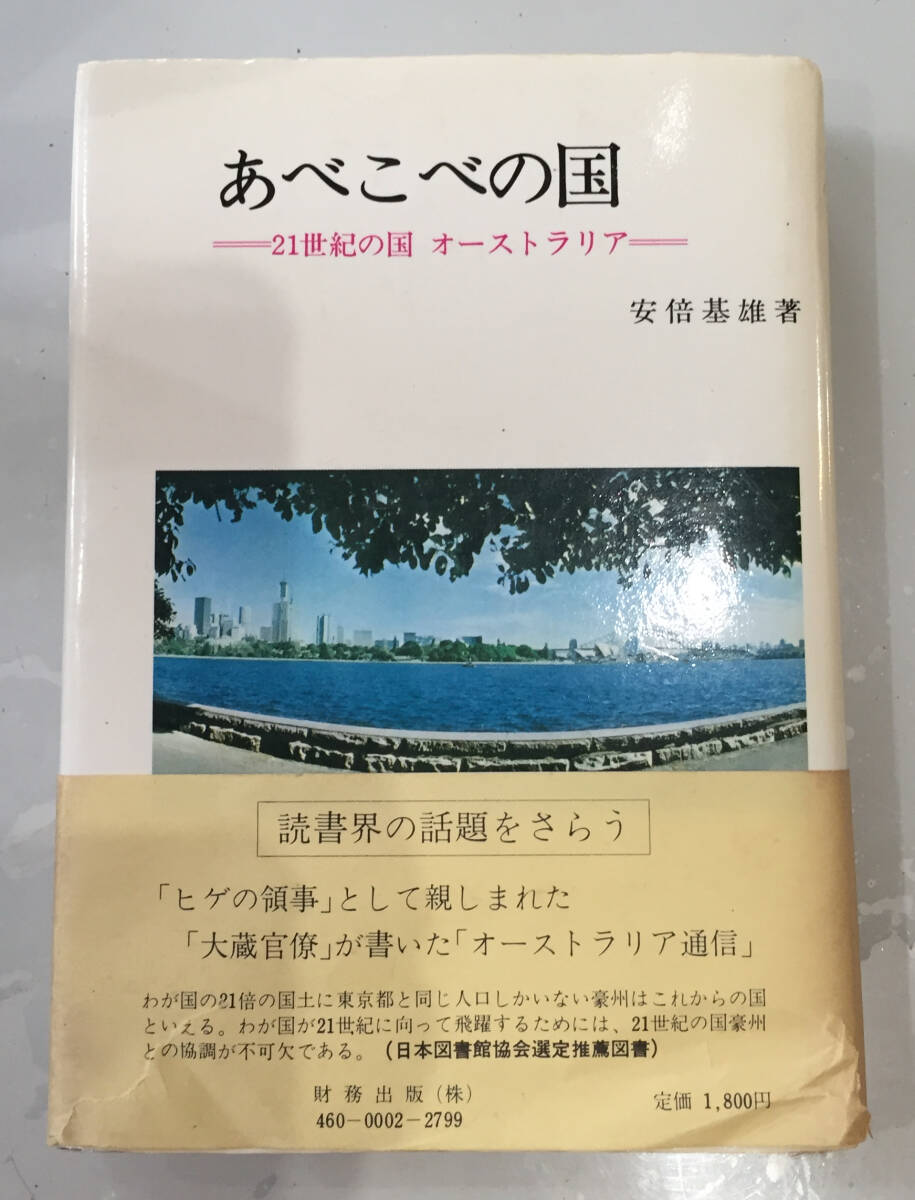 あべこべの国
21世紀の国 オーストラリア
安倍基雄著
読書界の話題をさらう
「ヒゲの領事」として親しまれた
「大蔵官僚」が書いた「オーストラリア通信」
わが国の21倍の国土に東京都と同じ人口しかいない豪州はこれからの国
といえる。わが国が21世紀に向って飛躍するためには、21世紀の国豪州
との協調が不可欠である。(日本図書館協会選定推薦図書)
財務出版(株)
460-0002-2799
定価 1,800円